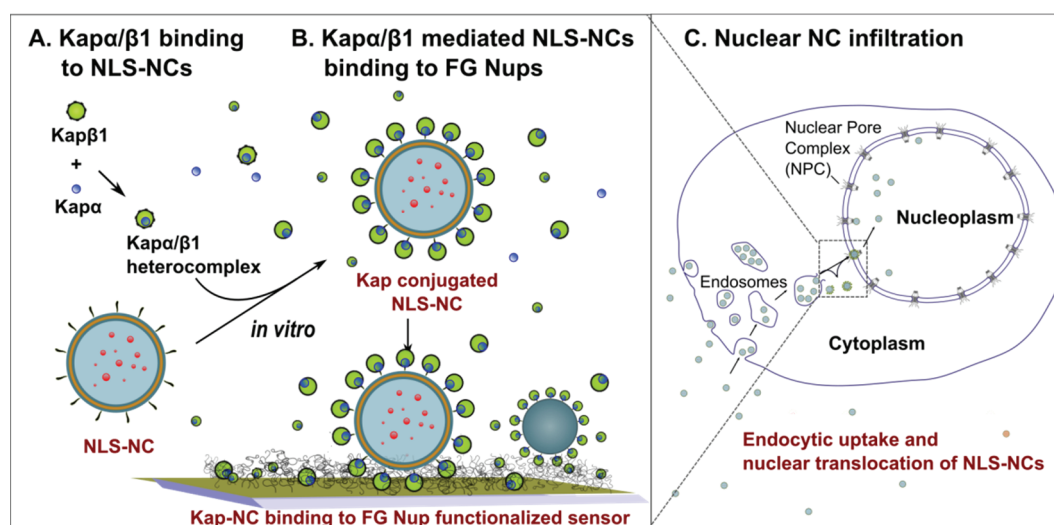 A. Kapα/β1 binding
to NLS-NCs
Kapβ1
+
Kapα
Kapα/β1
heterocomplex
in vitro
NLS-NC
B. Kapα/β1 mediated NLS-NCs
binding to FG Nups
Kap conjugated
NLS-NC
Kap-NC binding to FG Nup functionalized sensor
C. Nuclear NC infiltration
Nuclear Pore
Complex
(NPC)
Nucleoplasm
Endosomes
Cytoplasm
Endocytic uptake and
nuclear translocation of NLS-NCs